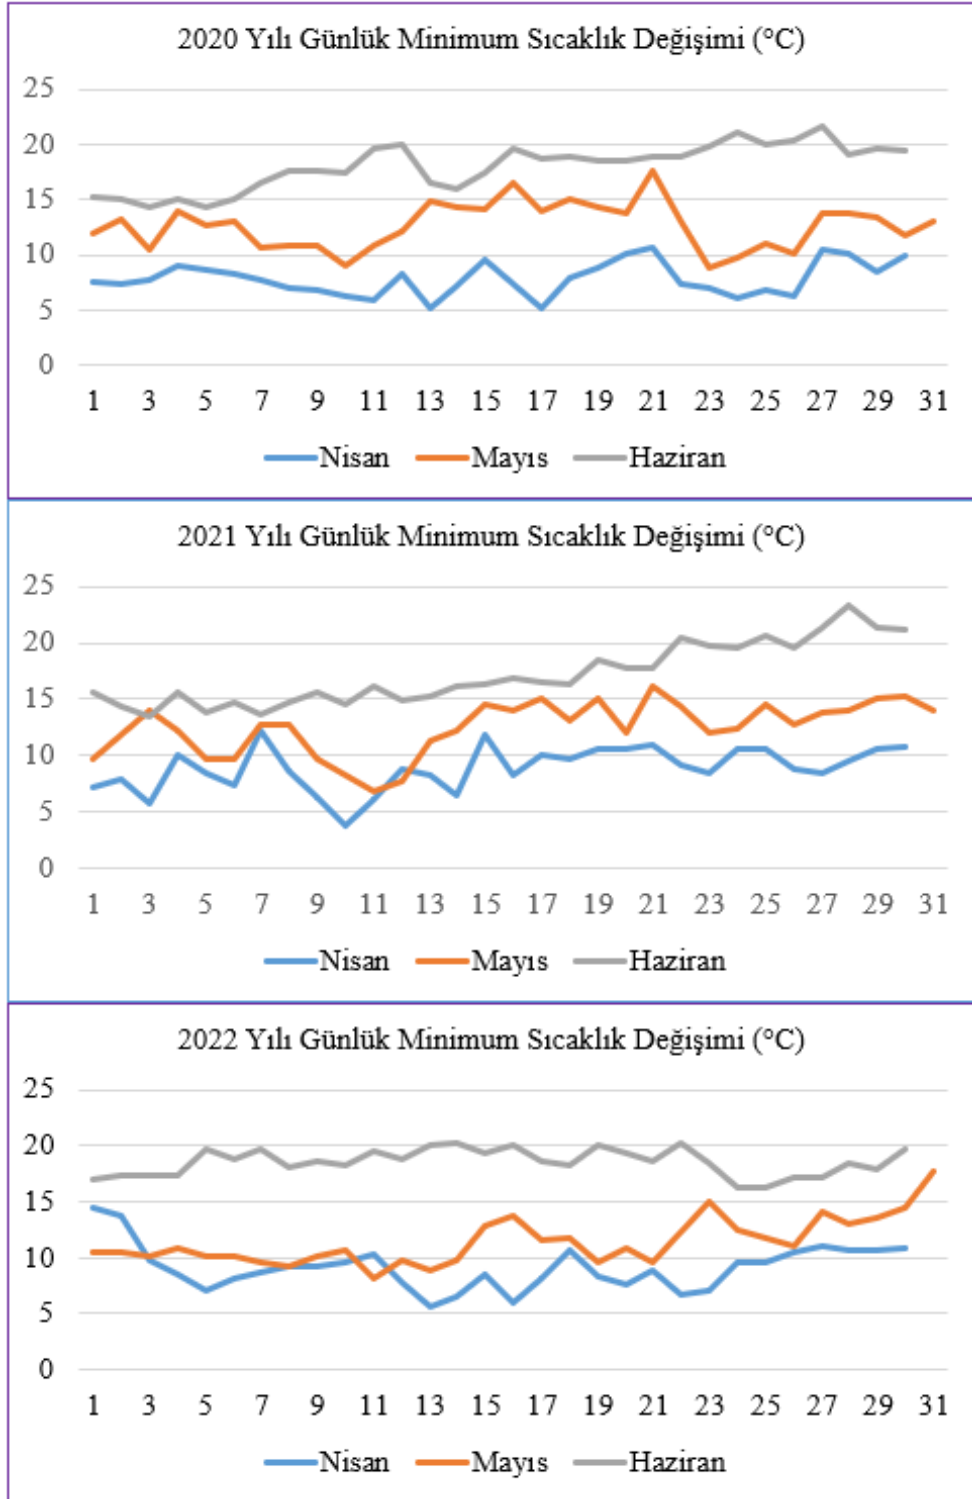 2020 Yılı Günlük Minimum Sıcaklık Değişimi (°C)
25
20
15
10
5
0
1 3 5 7 9 11 13 15 17 19 21 23 25 27 29 31
Nisan Mayıs Haziran
2021 Yılı Günlük Minimum Sıcaklık Değişimi (°C)
25
20
15
10
5
0
1 3 5 7 9 11 13 15 17 19 21 23 25 27 29 31
Nisan Mayıs Haziran
2022 Yılı Günlük Minimum Sıcaklık Değişimi (°C)
25
20
15
10
5
0
1 3 5 7 9 11 13 15 17 19 21 23 25 27 29 31
Nisan Mayıs Haziran